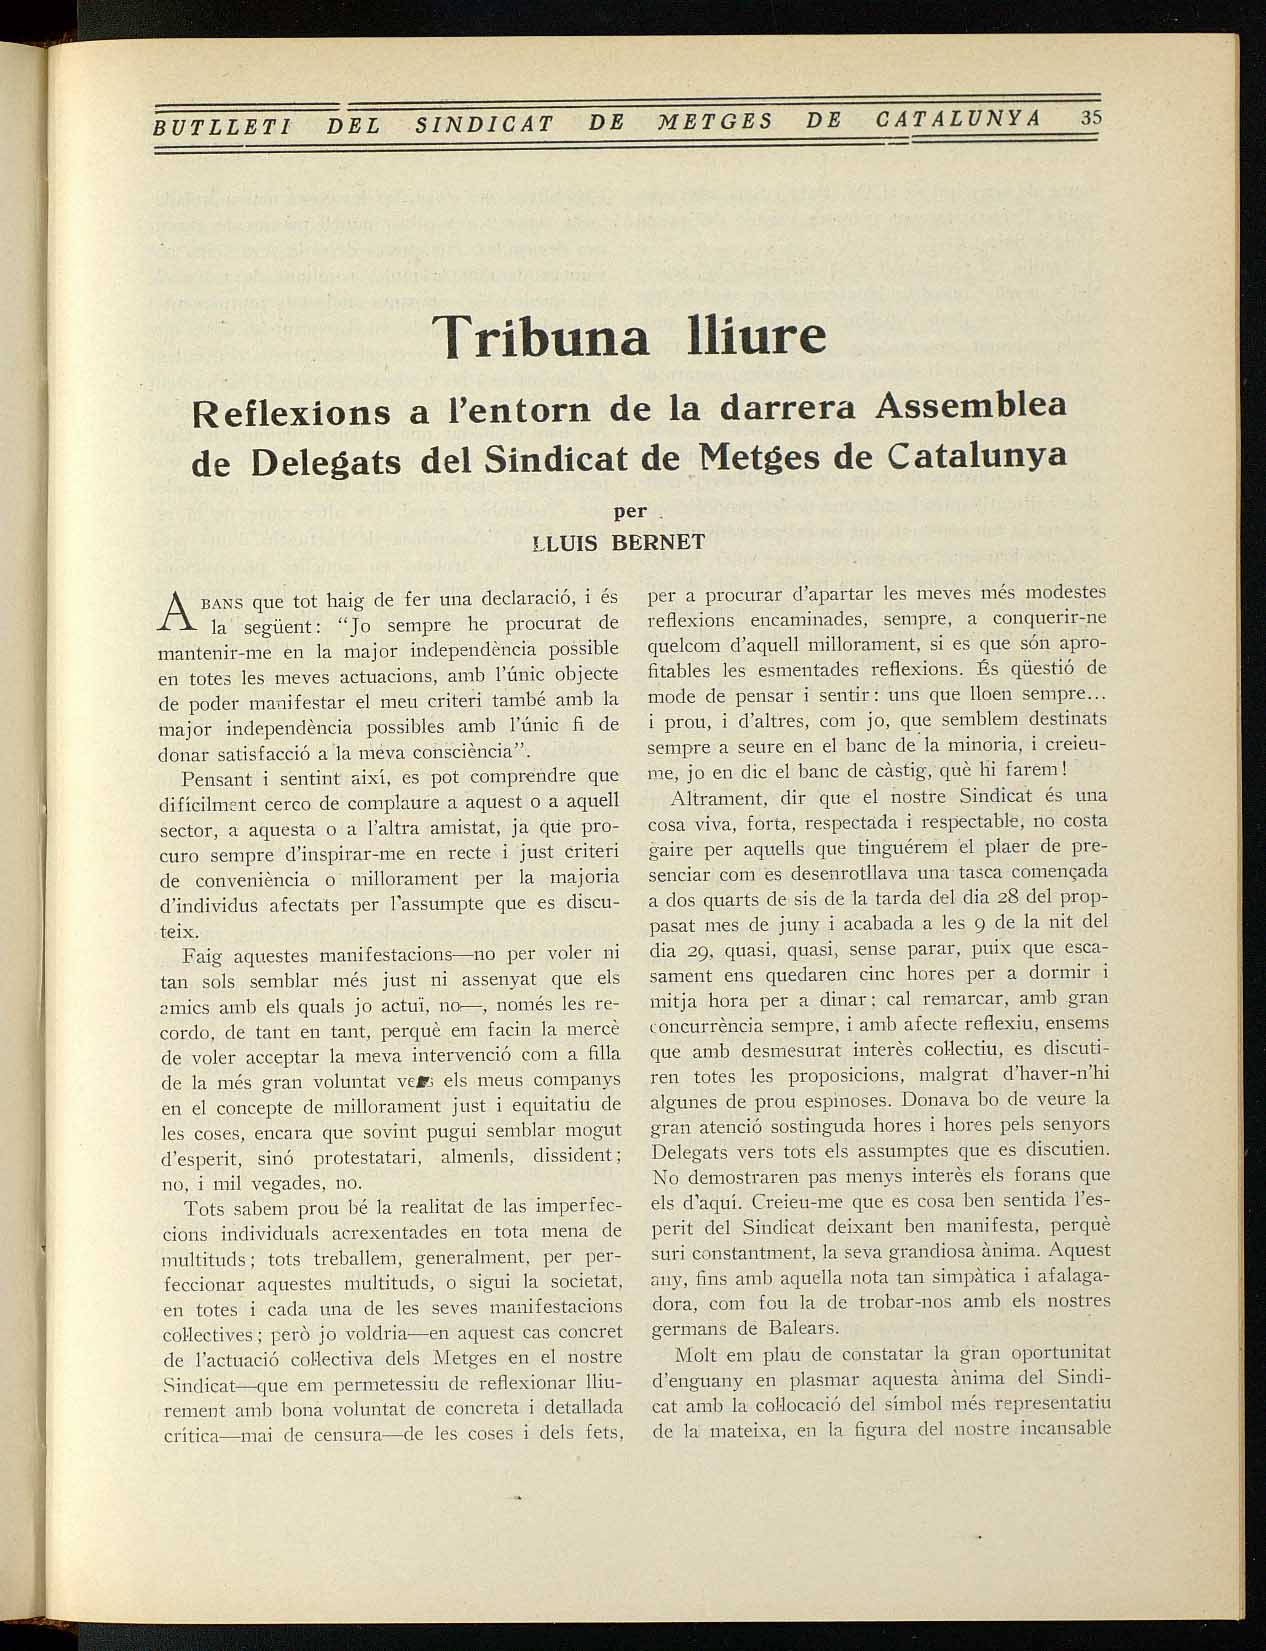 BUTLLETI DEL SINDICAT DE METGES DE CATALUNYA 35
Tribuna lliure
Reflexions a l'entorn de la darrera Assemblea
de Delegats del Sindicat de Metges de Catalunya
per
LLUIS BERNET
ABANS que tot haig de fer una declaració, i és
la següent: "Jo sempre he procurat de
mantenir-me en la major independència possible
en totes les meves actuacions, amb l'únic objecte
de poder manifestar el meu criteri també amb la
major independència possibles amb l'únic fi de
donar satisfacció a la meva consciència".
Pensant i sentint així, es pot comprendre que
difícilment cerco de complaure a aquest o a aquell
sector, a aquesta o a l'altra amistat, ja que pro-
curo sempre d'inspirar-me en recte i just criteri
de conveniència o millorament per la majoria
d'individus afectats per l'assumpte que es discu-
teix.
Faig aquestes manifestacions—no per voler ni
tan sols semblar més just ni assenyat que els
amics amb els quals jo actuï, no—, només les re-
cordo, de tant en tant, perquè em facin la mercè
de voler acceptar la meva intervenció com a filla
de la més gran voluntat vers els meus companys
en el concepte de millorament just i equitatiu de
les coses, encara que sovint pugui semblar mogut
d'esperit, sinó protestatari, almenls, dissident;
no, i mil vegades, no.
Tots sabem prou bé la realitat de las imperfec-
cions individuals acrexentades en tota mena de
multituds; tots treballem, generalment, per per-
feccionar aquestes multituds, o sigui la societat,
en totes i cada una de les seves manifestacions
col·lectives; però jo voldria—en aquest cas concret
de l'actuació col·lectiva dels Metges en el nostre
Sindicat—que em permetessiu de reflexionar lliu-
rement amb bona voluntat de concreta i detallada
crítica—mai de censura—de les coses i dels fets,
per a procurar d'apartar les meves més modestes
reflexions encaminades, sempre, a conquerir-ne
quelcom d'aquell millorament, si es que són apro-
fitables les esmentades reflexions. És qüestió de
mode de pensar i sentir: uns que lloen sempre...
i prou, i d'altres, com jo, que semblem destinats
sempre a seure en el banc de la minoria, i creieu-
me, jo en dic el banc de càstig, què hi farem!
Altrament, dir que el nostre Sindicat és una
cosa viva, forta, respectada i respectable, no costa
gaire per aquells que tinguérem el plaer de pre-
senciar com es desenrotllava una tasca començada
a dos quarts de sis de la tarda del dia 28 del prop-
pasat mes de juny i acabada a les 9 de la nit del
dia 29, quasi, quasi, sense parar, puix que esca-
sament ens quedaren cinc hores per a dormir i
mitja hora per a dinar; cal remarcar, amb gran
concurrència sempre, i amb afecte reflexiu, ensems
que amb desmesurat interès col·lectiu, es discuti-
ren totes les proposicions, malgrat d'haver-n'hi
algunes de prou espinoses. Donava bo de veure la
gran atenció sostinguda hores i hores pels senyors
Delegats vers tots els assumptes que es discutien.
No demostraren pas menys interès els forans que
els d'aquí. Creieu-me que es cosa ben sentida l'es-
perit del Sindicat deixant ben manifesta, perquè
suri constantment, la seva grandiosa ànima. Aquest
any, fins amb aquella nota tan simpàtica i afalaga-
dora, com fou la de trobar-nos amb els nostres
germans de Balears.
Molt em plau de constatar la gran oportunitat
d'enguany en plasmar aquesta ànima del Sindi-
cat amb la col·locació del símbol més representatiu
de la mateixa, en la figura del nostre incansable